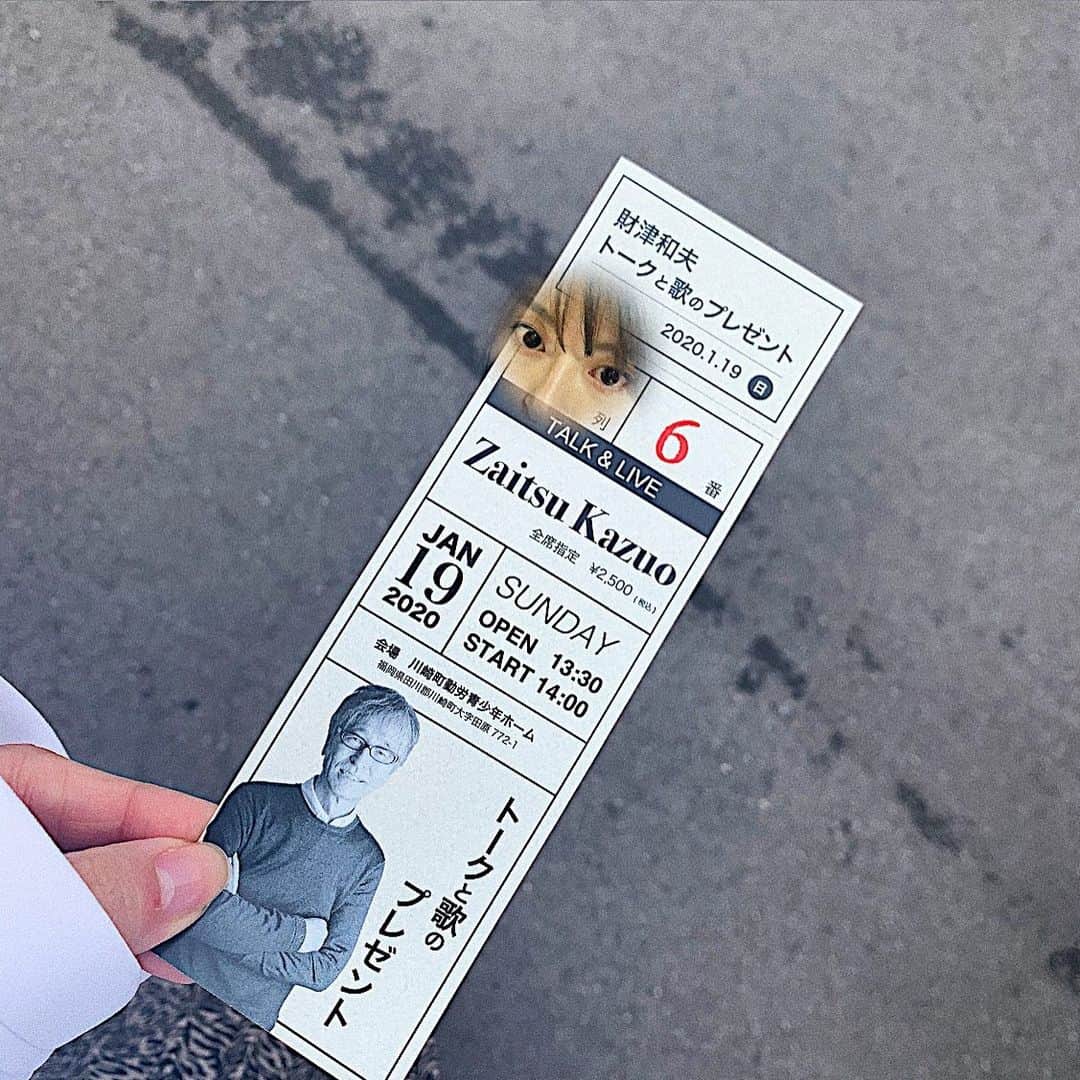 財津和夫
トークと歌のプレゼント
2020.1.19 日
列
6
番
TALK & LIVE
Zaitsu Kazuo
全席指定 ¥2,500 (税込)
JAN
19
2020
SUNDAY
OPEN 13:30
START 14:00
会場 川崎町勤労青少年ホーム
福岡県田川郡川崎町大字田原772-1
トークと歌の
プレゼント